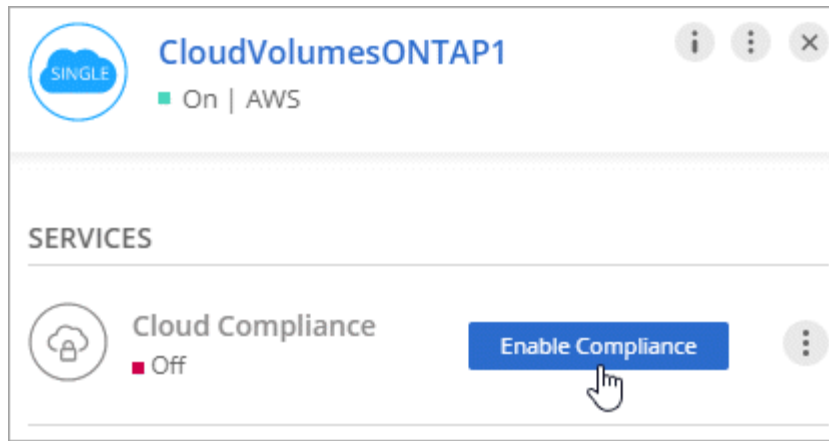 SINGLE
CloudVolumesONTAP1
On | AWS
SERVICES
Cloud Compliance
Off
Enable Compliance